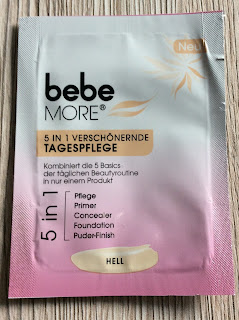 Neu
bebe
MORE®
5 IN 1 VERSCHÖNERNDE
TAGESPFLEGE
Kombiniert die 5 Basics
der täglichen Beautyroutine
in nur einem Produkt
5 in 1
Pflege
Primer
Concealer
Foundation
Puder-Finish
HELL